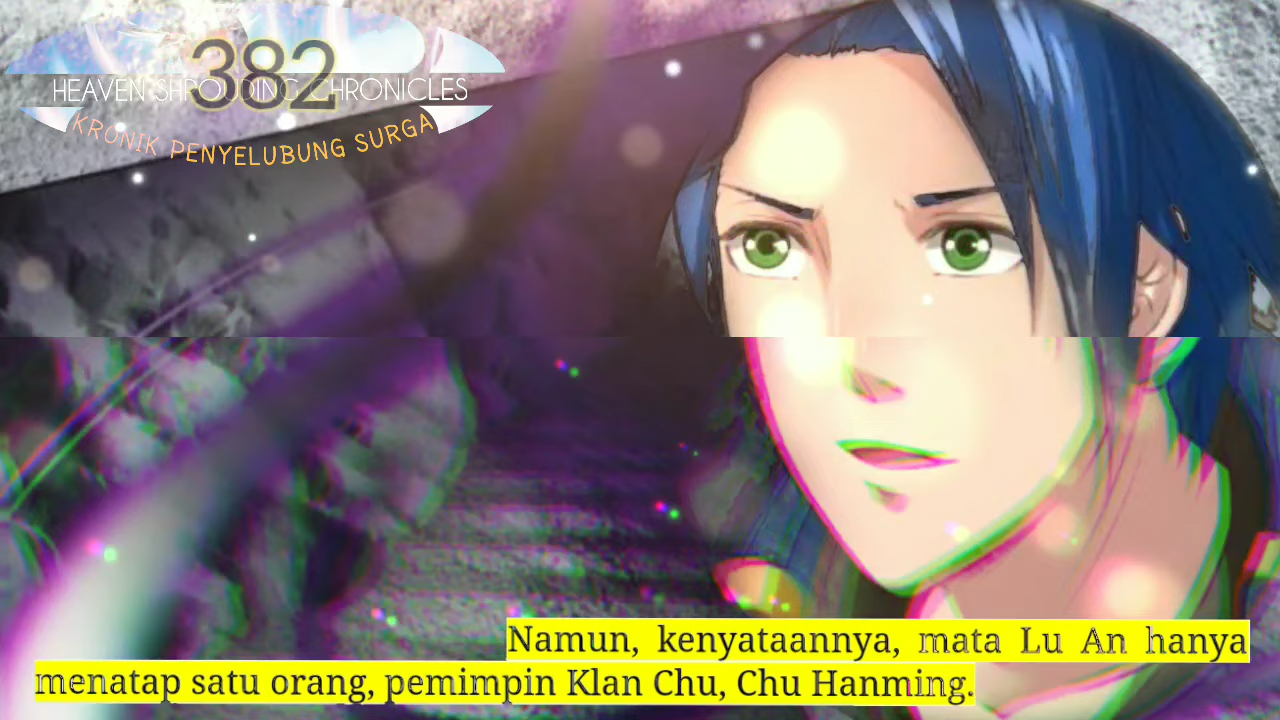 382
HEAVEN SHROUDING CHRONICLES
KRONIK PENYELUBUNG SURGA
Namun, kenyataannya, mata Lu An hanya
menatap satu orang, pemimpin Klan Chu, Chu Hanming.